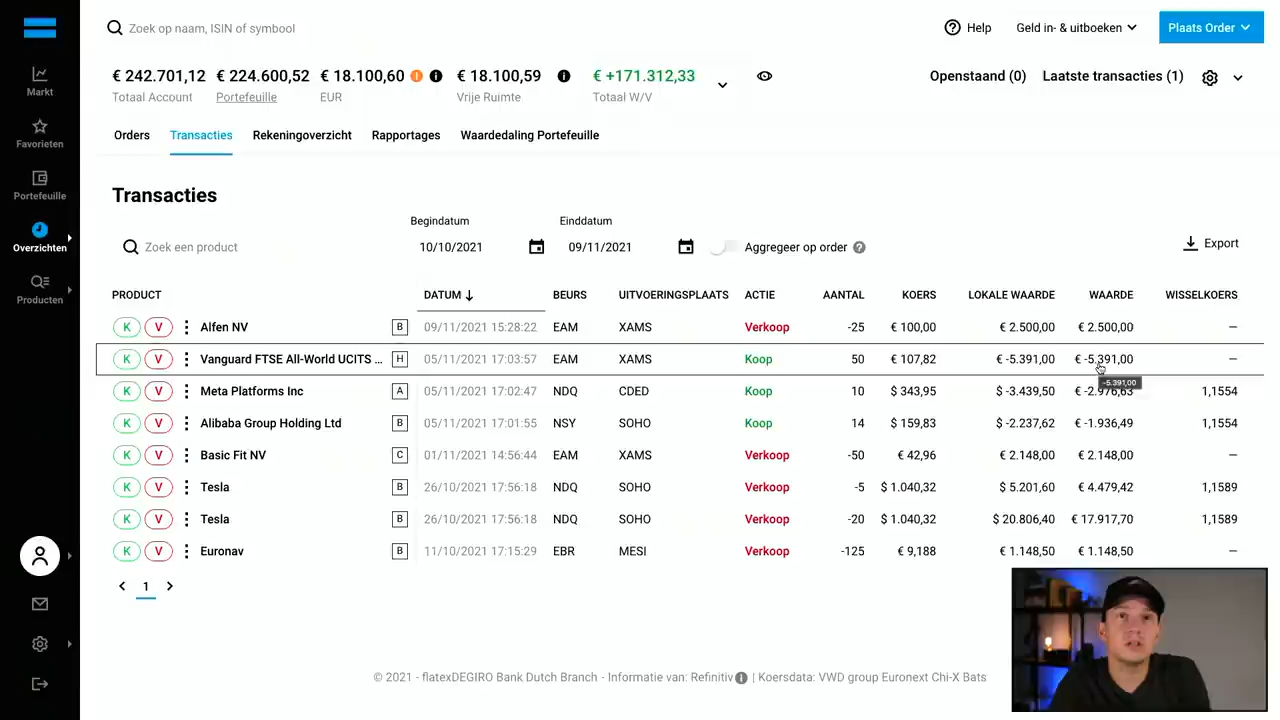 Zoek op naam, ISIN of symbool
Help
Geld in- & uitboeken
Plaats Order
€ 242.701,12 € 224.600,52 € 18.100,60 € 18.100,59 € +171.312,33
Totaal Account Portefeuille EUR Vrije Ruimte Totaal W/V
Openstaand (0) Laatste transacties (1)
Markt
Favorieten
Portefeuille
Overzichten
Producten
Orders Transacties Rekeningoverzicht Rapportages Waardedaling Portefeuille
Transacties
Begindatum Einddatum
Zoek een product 10/10/2021 09/11/2021 Aggregeer op order ? Export
PRODUCT DATUM BEURS UITVOERINGSPLAATS ACTIE AANTAL KOERS LOKALE WAARDE WAARDE WISSELKOERS
K V Alfen NV B 09/11/2021 15:28:22 EAM XAMS Verkoop -25 € 100,00 € 2.500,00 € 2.500,00 —
K V Vanguard FTSE All-World UCITS ... H 05/11/2021 17:03:57 EAM XAMS Koop 50 € 107,82 € -5.391,00 € -5.391,00 —
-5.391,00
K V Meta Platforms Inc A 05/11/2021 17:02:47 NDQ CDED Koop 10 $ 343,95 $ -3.439,50 € -2.976,63 1,1554
K V Alibaba Group Holding Ltd B 05/11/2021 17:01:55 NSY SOHO Koop 14 $ 159,83 $ -2.237,62 € -1.936,49 1,1554
K V Basic Fit NV C 01/11/2021 14:56:44 EAM XAMS Verkoop -50 € 42,96 € 2.148,00 € 2.148,00 —
K V Tesla B 26/10/2021 17:56:18 NDQ SOHO Verkoop -5 $ 1.040,32 $ 5.201,60 € 4.479,42 1,1589
K V Tesla B 26/10/2021 17:56:18 NDQ SOHO Verkoop -20 $ 1.040,32 $ 20.806,40 € 17.917,70 1,1589
K V Euronav B 11/10/2021 17:15:29 EBR MESI Verkoop -125 € 9,188 € 1.148,50 € 1.148,50 —
1
© 2021 - flatexDEGIRO Bank Dutch Branch - Informatie van: Refinitiv | Koersdata: VWD group Euronext Chi-X Bats